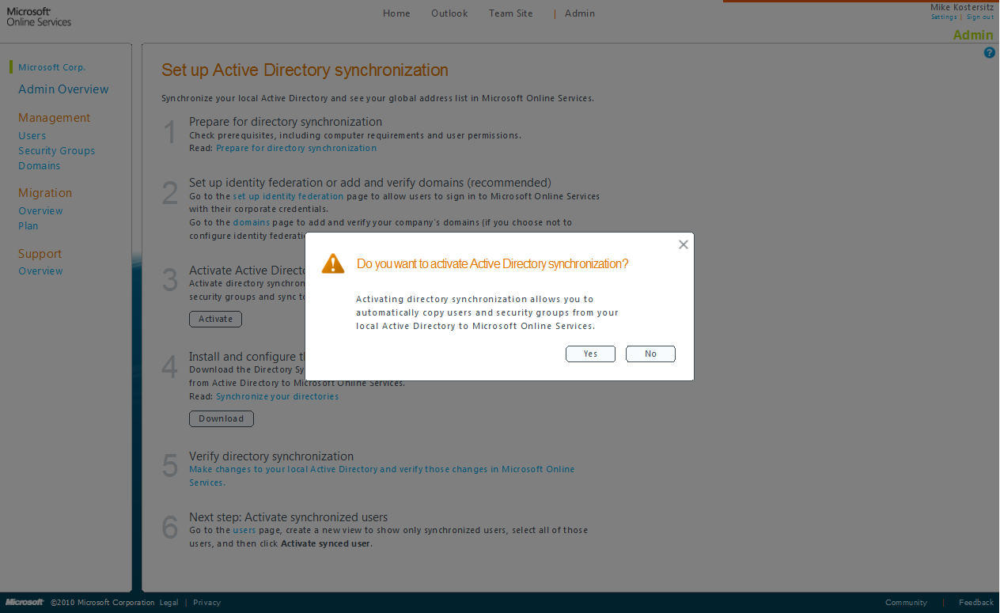 Microsoft
Online Services
Home Outlook Team Site | Admin
Mike Kostersitz
Settings | Sign out
Admin
?
Microsoft Corp.
Admin Overview
Management
Users
Security Groups
Domains
Migration
Overview
Plan
Support
Overview
Set up Active Directory synchronization
Synchronize your local Active Directory and see your global address list in Microsoft Online Services.
1 Prepare for directory synchronization
Check prerequisites, including computer requirements and user permissions.
Read: Prepare for directory synchronization
2 Set up identity federation or add and verify domains (recommended)
Go to the set up identity federation page to allow users to sign in to Microsoft Online Services
with their corporate credentials.
Go to the domains page to add and verify your company's domains (if you choose not to
configure identity federati
3 Activate Active Directo
Activate directory synchron
security groups and sync to
Activate
4 Install and configure t
Download the Directory Sy
from Active Directory to Microsoft Online Services.
Read: Synchronize your directories
Download
5 Verify directory synchronization
Make changes to your local Active Directory and verify those changes in Microsoft Online
Services.
6 Next step: Activate synchronized users
Go to the users page, create a new view to show only synchronized users, select all of those
users, and then click Activate synced user.
Do you want to activate Active Directory synchronization?
Activating directory synchronization allows you to
automatically copy users and security groups from your
local Active Directory to Microsoft Online Services.
Yes No
Microsoft ©2010 Microsoft Corporation Legal | Privacy
Community | Feedback